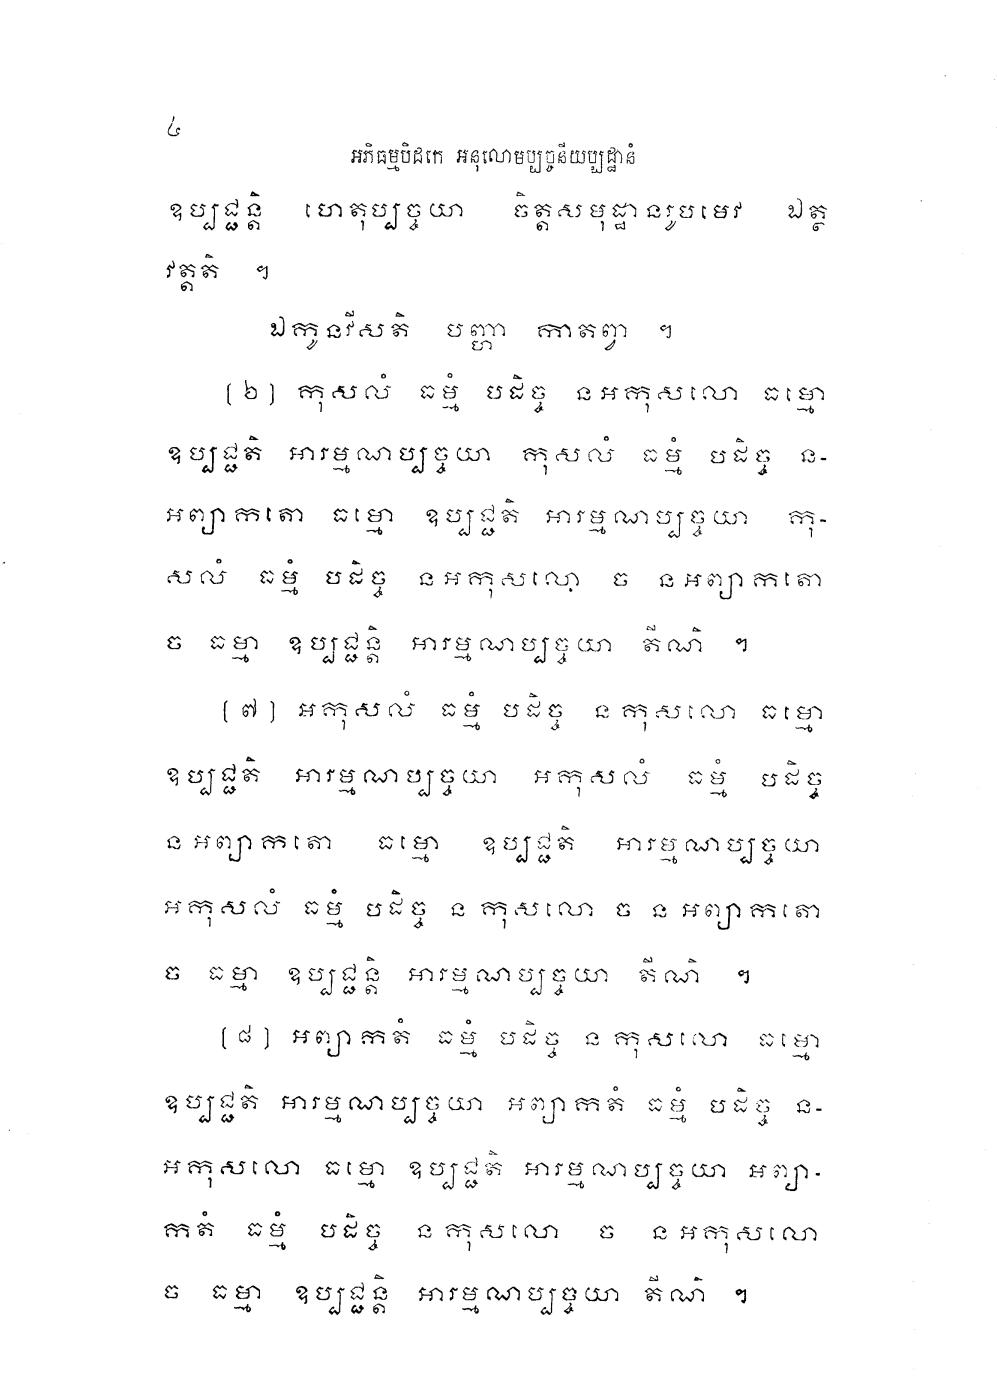 ៤
អភិធម្មបិដកេ អនុលោមប្បច្ចនីយប្បដ្ឋានំ
ឧប្បជ្ជន្តិ ហេតុប្បច្ចយា ចិត្តសមុដ្ឋានរូបមេវ ឯត្ថ
វត្តតិ ។
ឯកូនវីសតិ បញ្ហា កាតព្វា ។
(៦) កុសលំ ធម្មំ បដិច្ច នអកុសលោ ធម្មោ
ឧប្បជ្ជតិ អារម្មណប្បច្ចយា កុសលំ ធម្មំ បដិច្ច ន-
អព្យាកតោ ធម្មោ ឧប្បជ្ជតិ អារម្មណប្បច្ចយា កុ-
សលំ ធម្មំ បដិច្ច នអកុសលោ ច នអព្យាកតោ
ច ធម្មា ឧប្បជ្ជន្តិ អារម្មណប្បច្ចយា តីណិ ។
(៧) អកុសលំ ធម្មំ បដិច្ច នកុសលោ ធម្មោ
ឧប្បជ្ជតិ អារម្មណប្បច្ចយា អកុសលំ ធម្មំ បដិច្ច
នអព្យាកតោ ធម្មោ ឧប្បជ្ជតិ អារម្មណប្បច្ចយា
អកុសលំ ធម្មំ បដិច្ច នកុសលោ ច នអព្យាកតោ
ច ធម្មា ឧប្បជ្ជន្តិ អារម្មណប្បច្ចយា តីណិ ។
(៨) អព្យាកតំ ធម្មំ បដិច្ច នកុសលោ ធម្មោ
ឧប្បជ្ជតិ អារម្មណប្បច្ចយា អព្យាកតំ ធម្មំ បដិច្ច ន-
អកុសលោ ធម្មោ ឧប្បជ្ជតិ អារម្មណប្បច្ចយា អព្យា-
កតំ ធម្មំ បដិច្ច នកុសលោ ច នអកុសលោ
ច ធម្មា ឧប្បជ្ជន្តិ អារម្មណប្បច្ចយា តីណិ ។